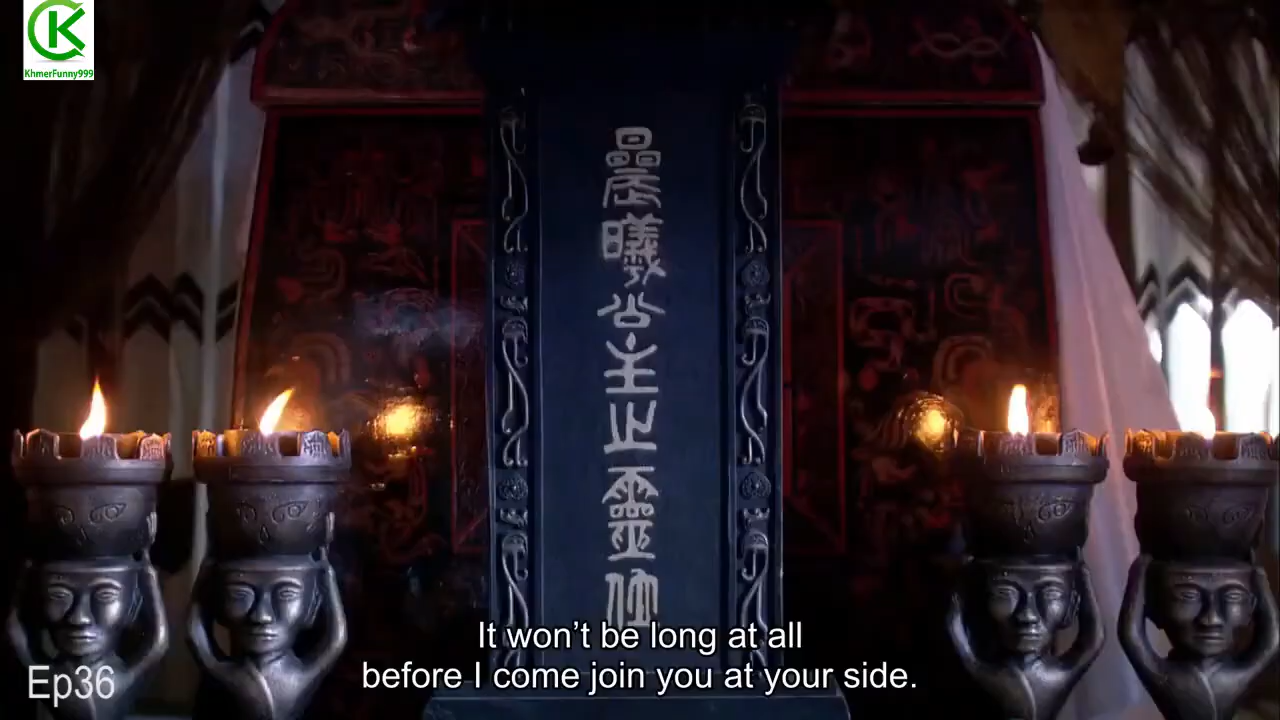 KhmerFunny999
晨曦公主之靈位
It won't be long at all
before I come join you at your side.
Ep36